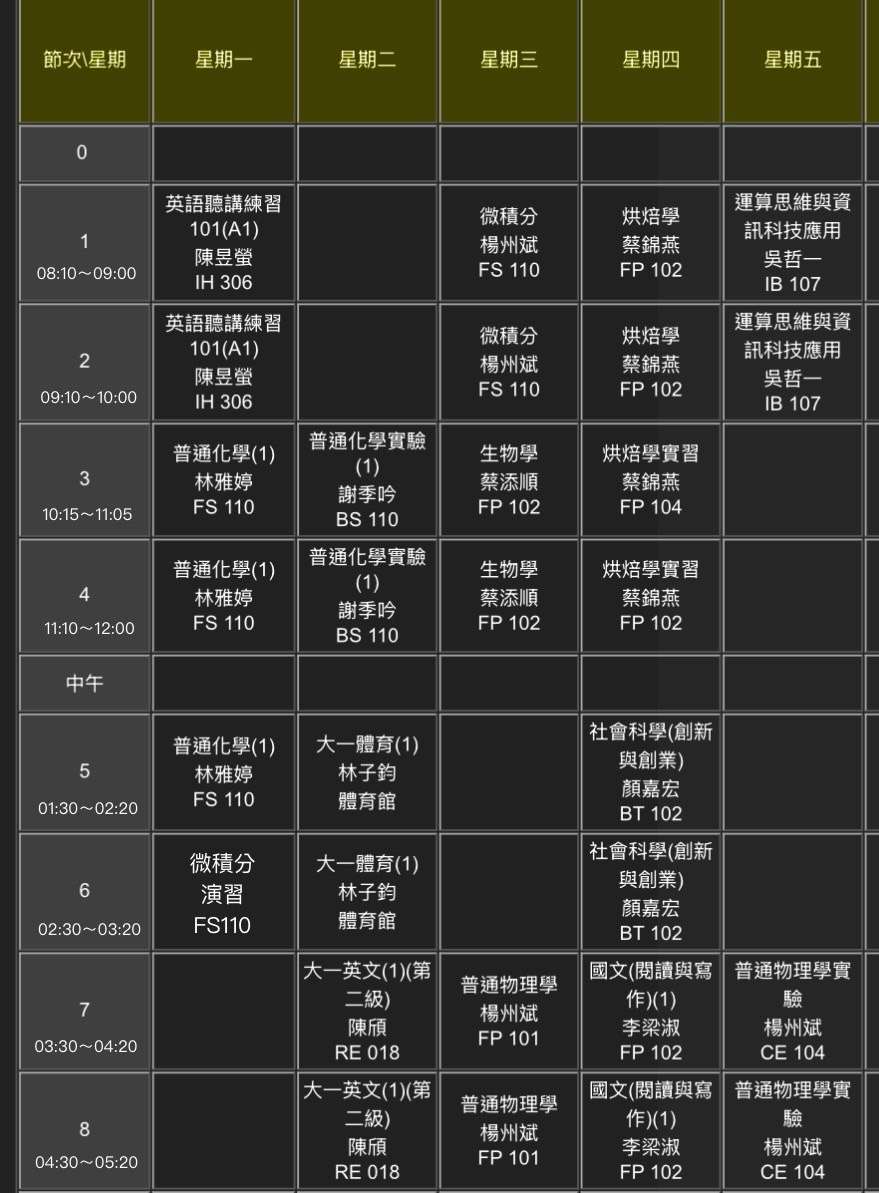 節次\星期 星期一 星期二 星期三 星期四 星期五
0
1
08:10～09:00
英語聽講練習
101(A1)
陳昱螢
IH 306
微積分
楊州斌
FS 110
烘焙學
蔡錦燕
FP 102
運算思維與資
訊科技應用
吳哲一
IB 107
2
09:10～10:00
英語聽講練習
101(A1)
陳昱螢
IH 306
微積分
楊州斌
FS 110
烘焙學
蔡錦燕
FP 102
運算思維與資
訊科技應用
吳哲一
IB 107
3
10:15～11:05
普通化學(1)
林雅婷
FS 110
普通化學實驗
(1)
謝季吟
BS 110
生物學
蔡添順
FP 102
烘焙學實習
蔡錦燕
FP 104
4
11:10～12:00
普通化學(1)
林雅婷
FS 110
普通化學實驗
(1)
謝季吟
BS 110
生物學
蔡添順
FP 102
烘焙學實習
蔡錦燕
FP 102
中午
5
01:30～02:20
普通化學(1)
林雅婷
FS 110
大一體育(1)
林子鈞
體育館
社會科學(創新
與創業)
顏嘉宏
BT 102
6
02:30～03:20
微積分
演習
FS110
大一體育(1)
林子鈞
體育館
社會科學(創新
與創業)
顏嘉宏
BT 102
7
03:30～04:20
大一英文(1)(第
二級)
陳頎
RE 018
普通物理學
楊州斌
FP 101
國文(閱讀與寫
作)(1)
李梁淑
FP 102
普通物理學實
驗
楊州斌
CE 104
8
04:30～05:20
大一英文(1)(第
二級)
陳頎
RE 018
普通物理學
楊州斌
FP 101
國文(閱讀與寫
作)(1)
李梁淑
FP 102
普通物理學實
驗
楊州斌
CE 104